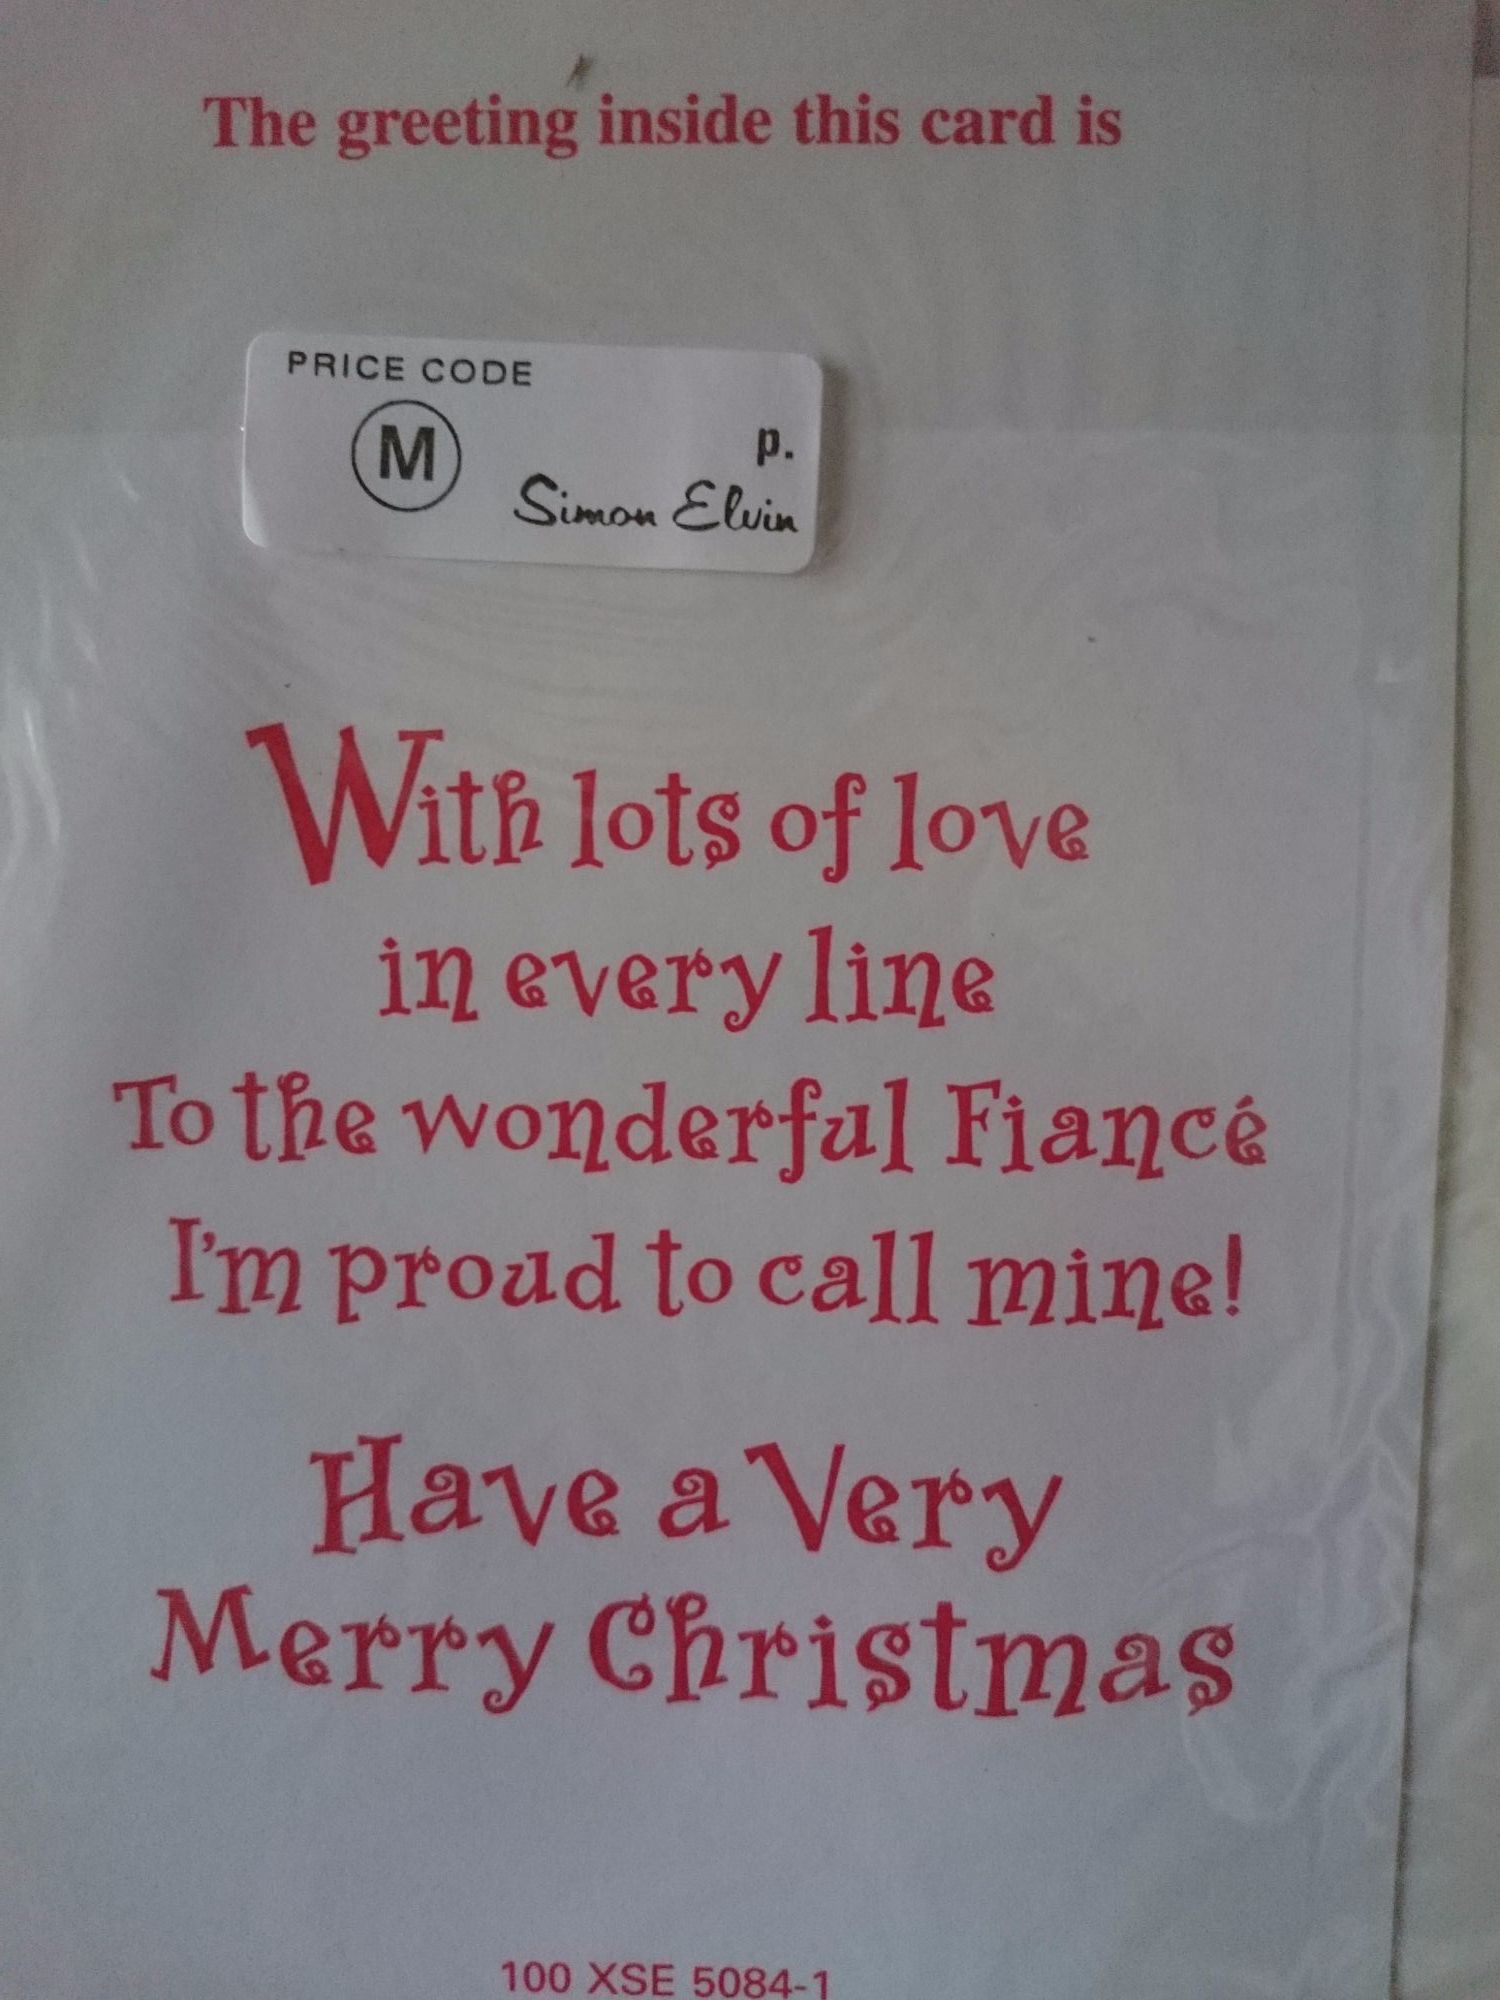 The greeting inside this card is
PRICE CODE
M
p.
Simon Elvin
With lots of love
in every line
To the wonderful Fiancé
I'm proud to call mine!
Have a Very
Merry Christmas
100 XSE 5084-1